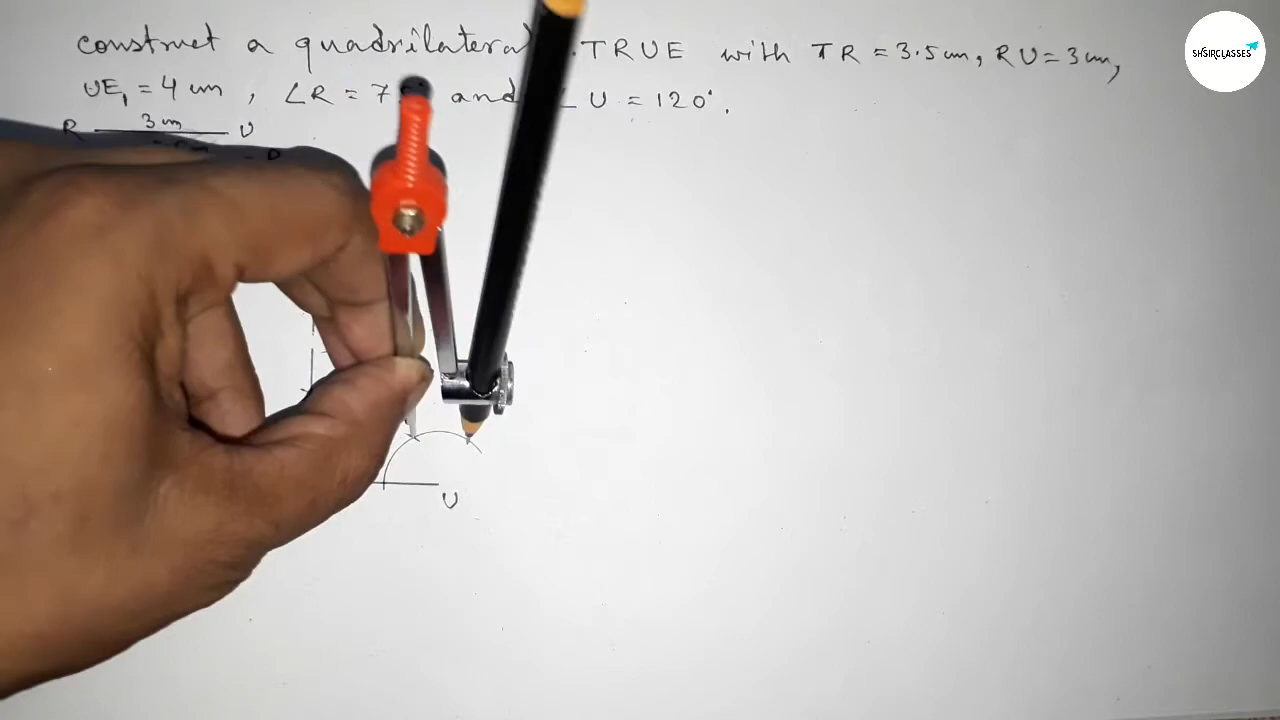 construct a quadrilateral TRUE with TR = 3.5 cm, RU = 3 cm,
UE, = 4 cm , ∠R = 7 and ∠U = 120°.
SHSIRCLASSES
R 3 cm U
U